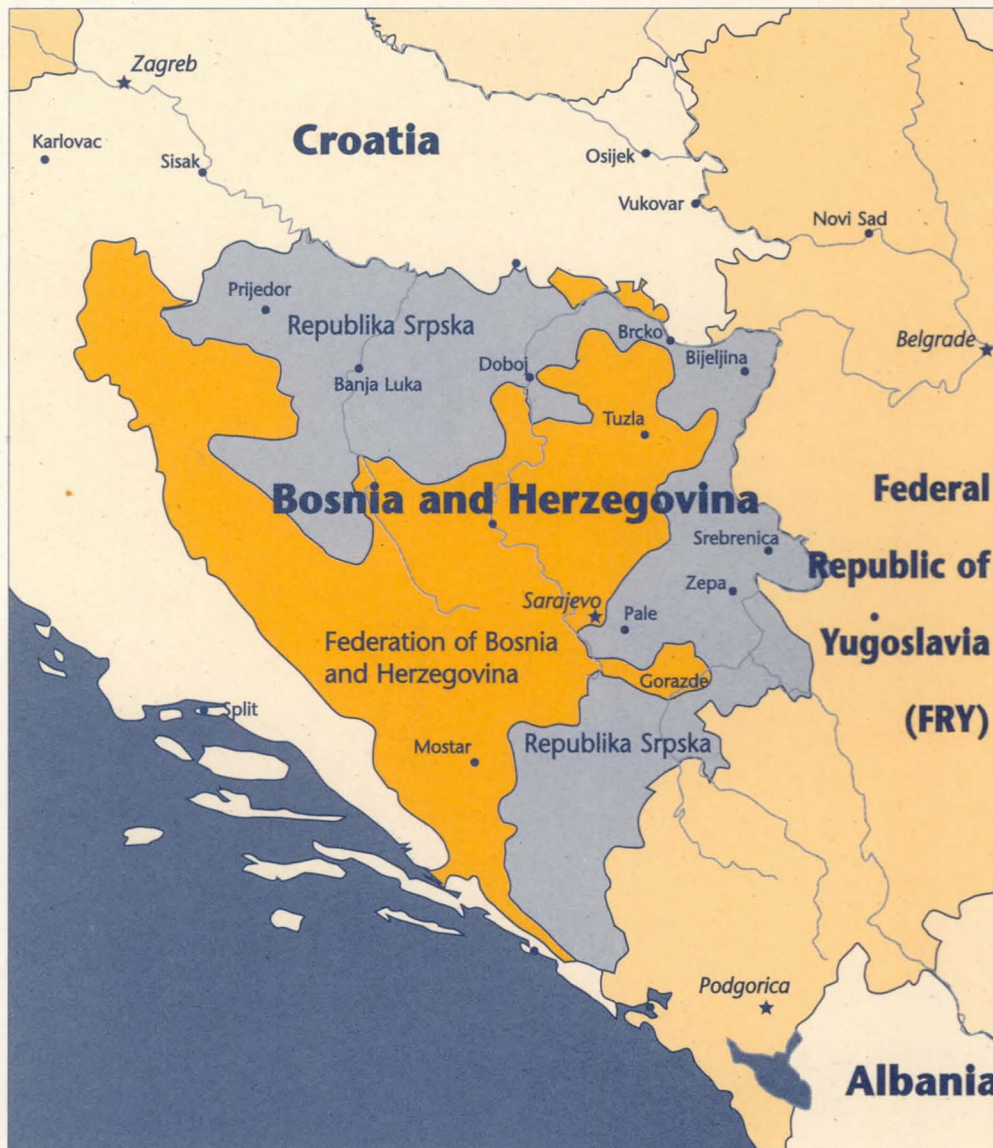 Zagreb
Croatia
Karlovac
Sisak
Osijek
Vukovar
Novi Sad
Prijedor
Republika Srpska
Brcko
Belgrade
Doboj
Bijeljina
Banja Luka
Tuzla
Bosnia and Herzegovina
Federal
Republic of
Yugoslavia
(FRY)
Srebrenica
Zepa
Sarajevo
Pale
Federation of Bosnia
and Herzegovina
Gorazde
Split
Mostar
Republika Srpska
Podgorica
Albania